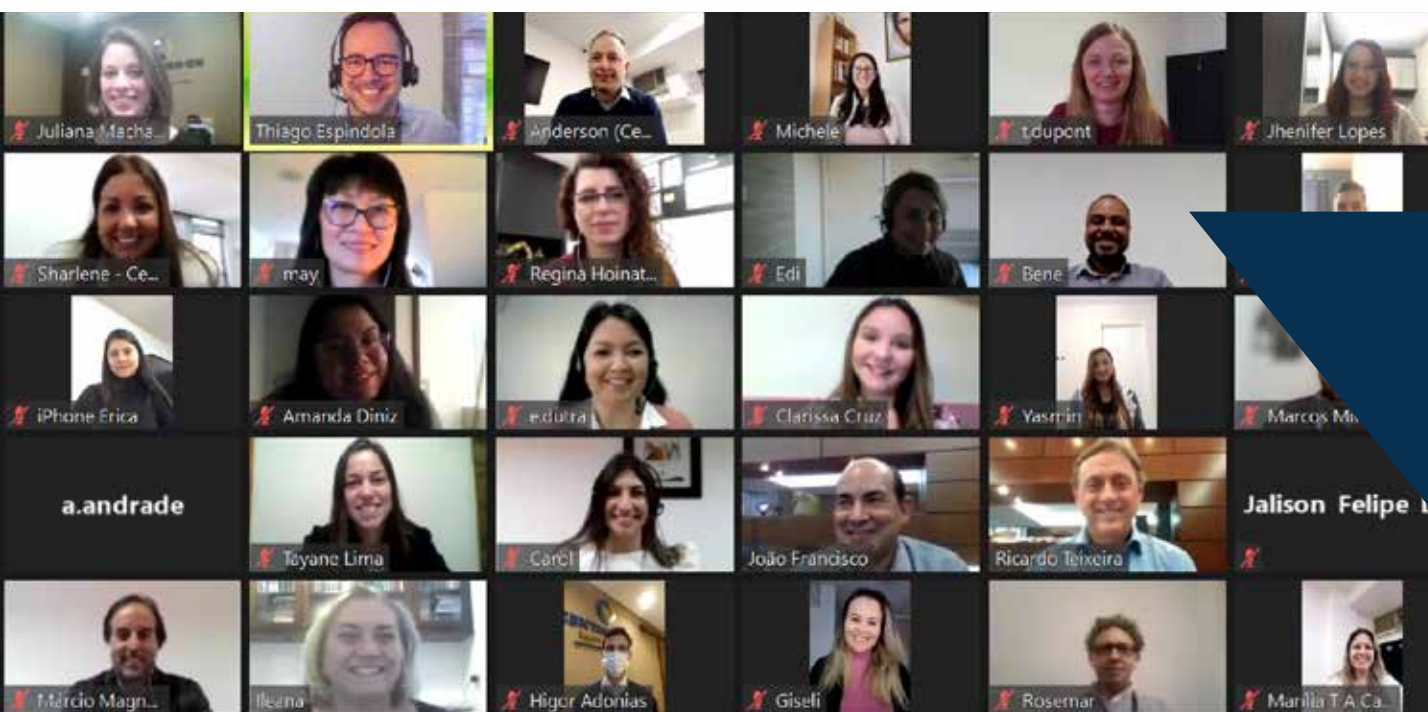 Juliana Macha...
Thiago Espindola
Anderson (Ce...
Michele
t.dupont
Jhenifer Lopes
Sharlene - Ce...
may
Regina Hoinat...
Edi
Bene
iPhone Erica
Amanda Diniz
e.dutra
Clarissa Cruz
Yasmin
Marcos
a.andrade
Tayane Lima
Carol
João Francisco
Ricardo Teixeira
Jalison Felipe
Márcio Magn...
Ileana
Higor Adonias
Giseli
Rosemar
Marília T A Ca...